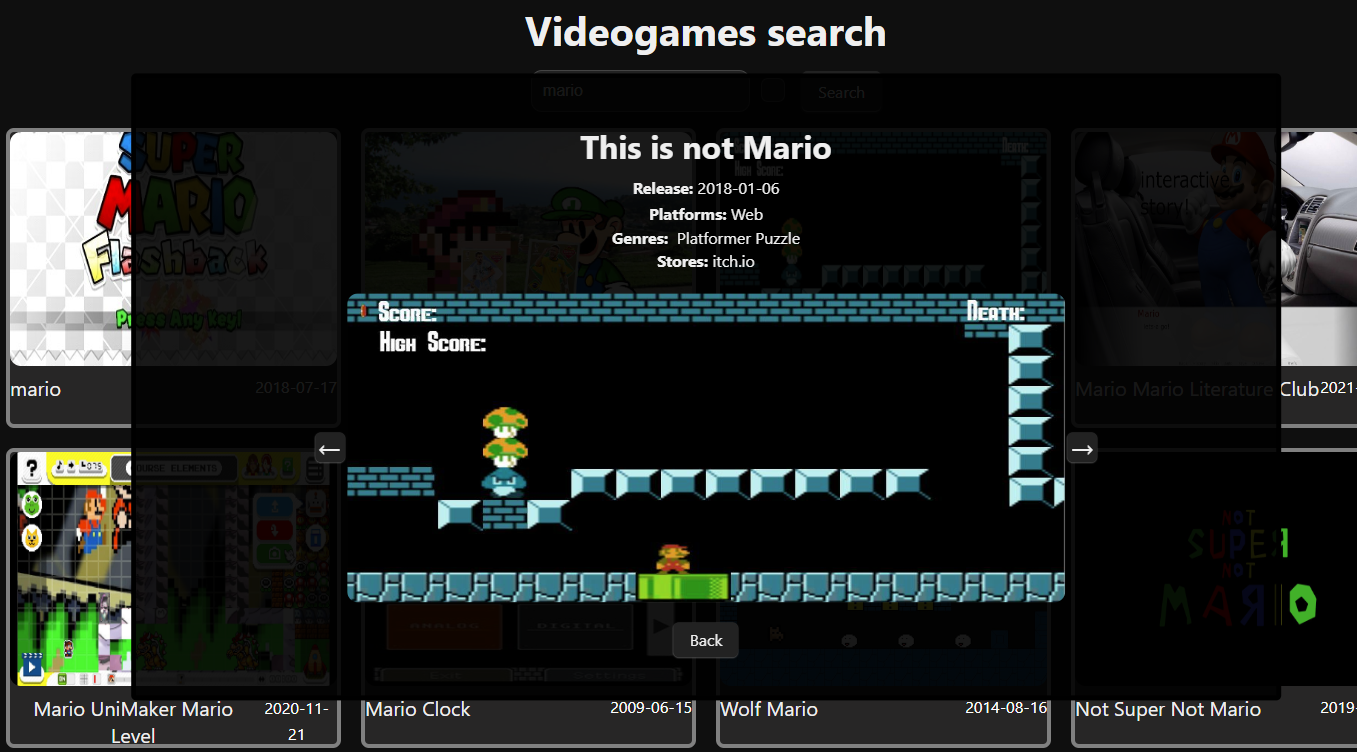 Videogames search
mario
Search
This is not Mario
Release: 2018-01-06
Platforms: Web
Genres: Platformer Puzzle
Stores: itch.io
SUPER
MARIO
Flashback
Press Any Key!
interactive
story!
SCORE:
DEATH:
HIGH SCORE:
mario
2018-07-17
Mario Mario Literature Club
2021-
←
→
?
COURSE ELEMENTS
NOT
SUPER
NOT
MARIO
ANALOG
DIGITAL
Back
Mario UniMaker Mario
Level
2020-11-
21
Mario Clock
2009-06-15
Wolf Mario
2014-08-16
Not Super Not Mario
2019-